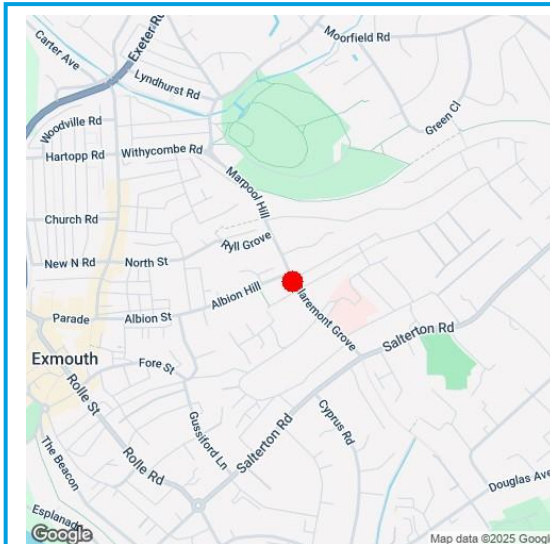 Moorfield Rd
Exeter Rd
Carter Ave
Lyndhurst Rd
Green Cl
Woodville Rd
Hartopp Rd
Withycombe Rd
Marpool Hill
Church Rd
Ryll Grove
New N Rd
North St
Albion Hill
laremont Grove
Parade
Albion St
Salterton Rd
Exmouth
Fore St
Rolle St
Gussiford Ln
Cyprus Rd
Salterton Rd
The Beacon
Rolle Rd
Douglas Ave
Esplanade
Google
Map data ©2025 Google